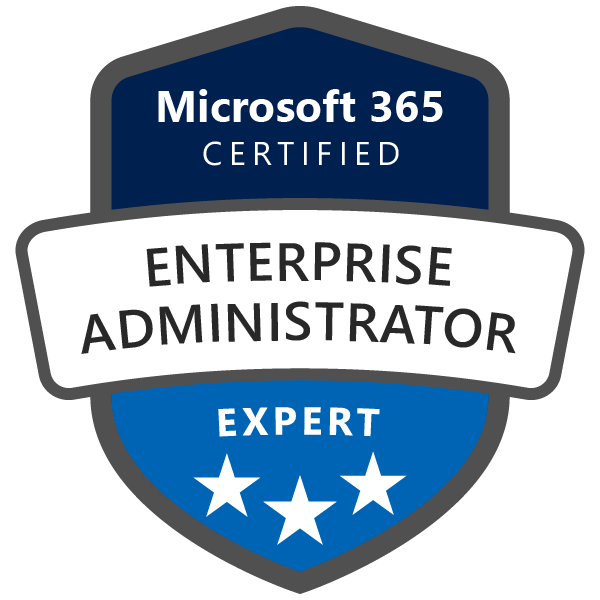 Microsoft 365
CERTIFIED
ENTERPRISE
ADMINISTRATOR
EXPERT